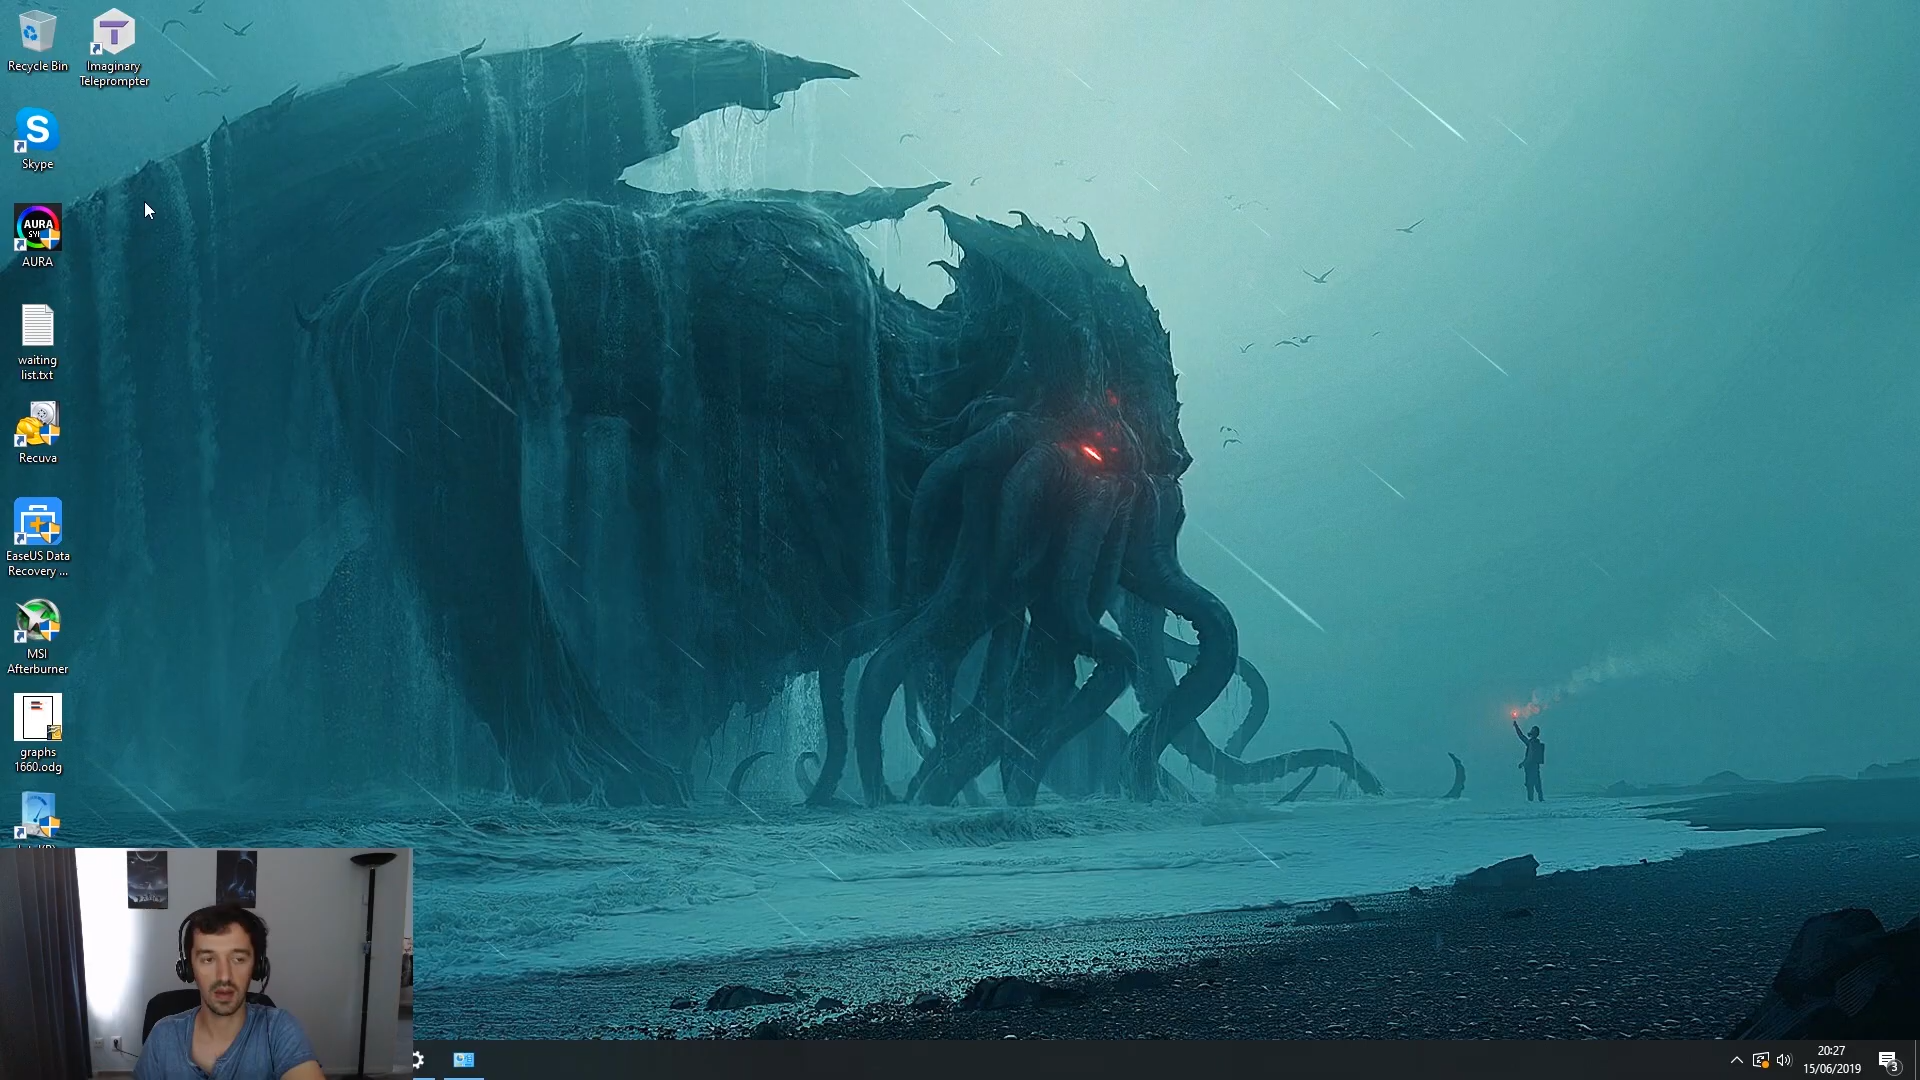 Recycle Bin
Imaginary
Teleprompter
S
Skype
AURA
AURA
waiting
list.txt
Recuva
EaseUS Data
Recovery ...
MSI
Afterburner
graphs
1660.odg
20:27
15/06/2019
3